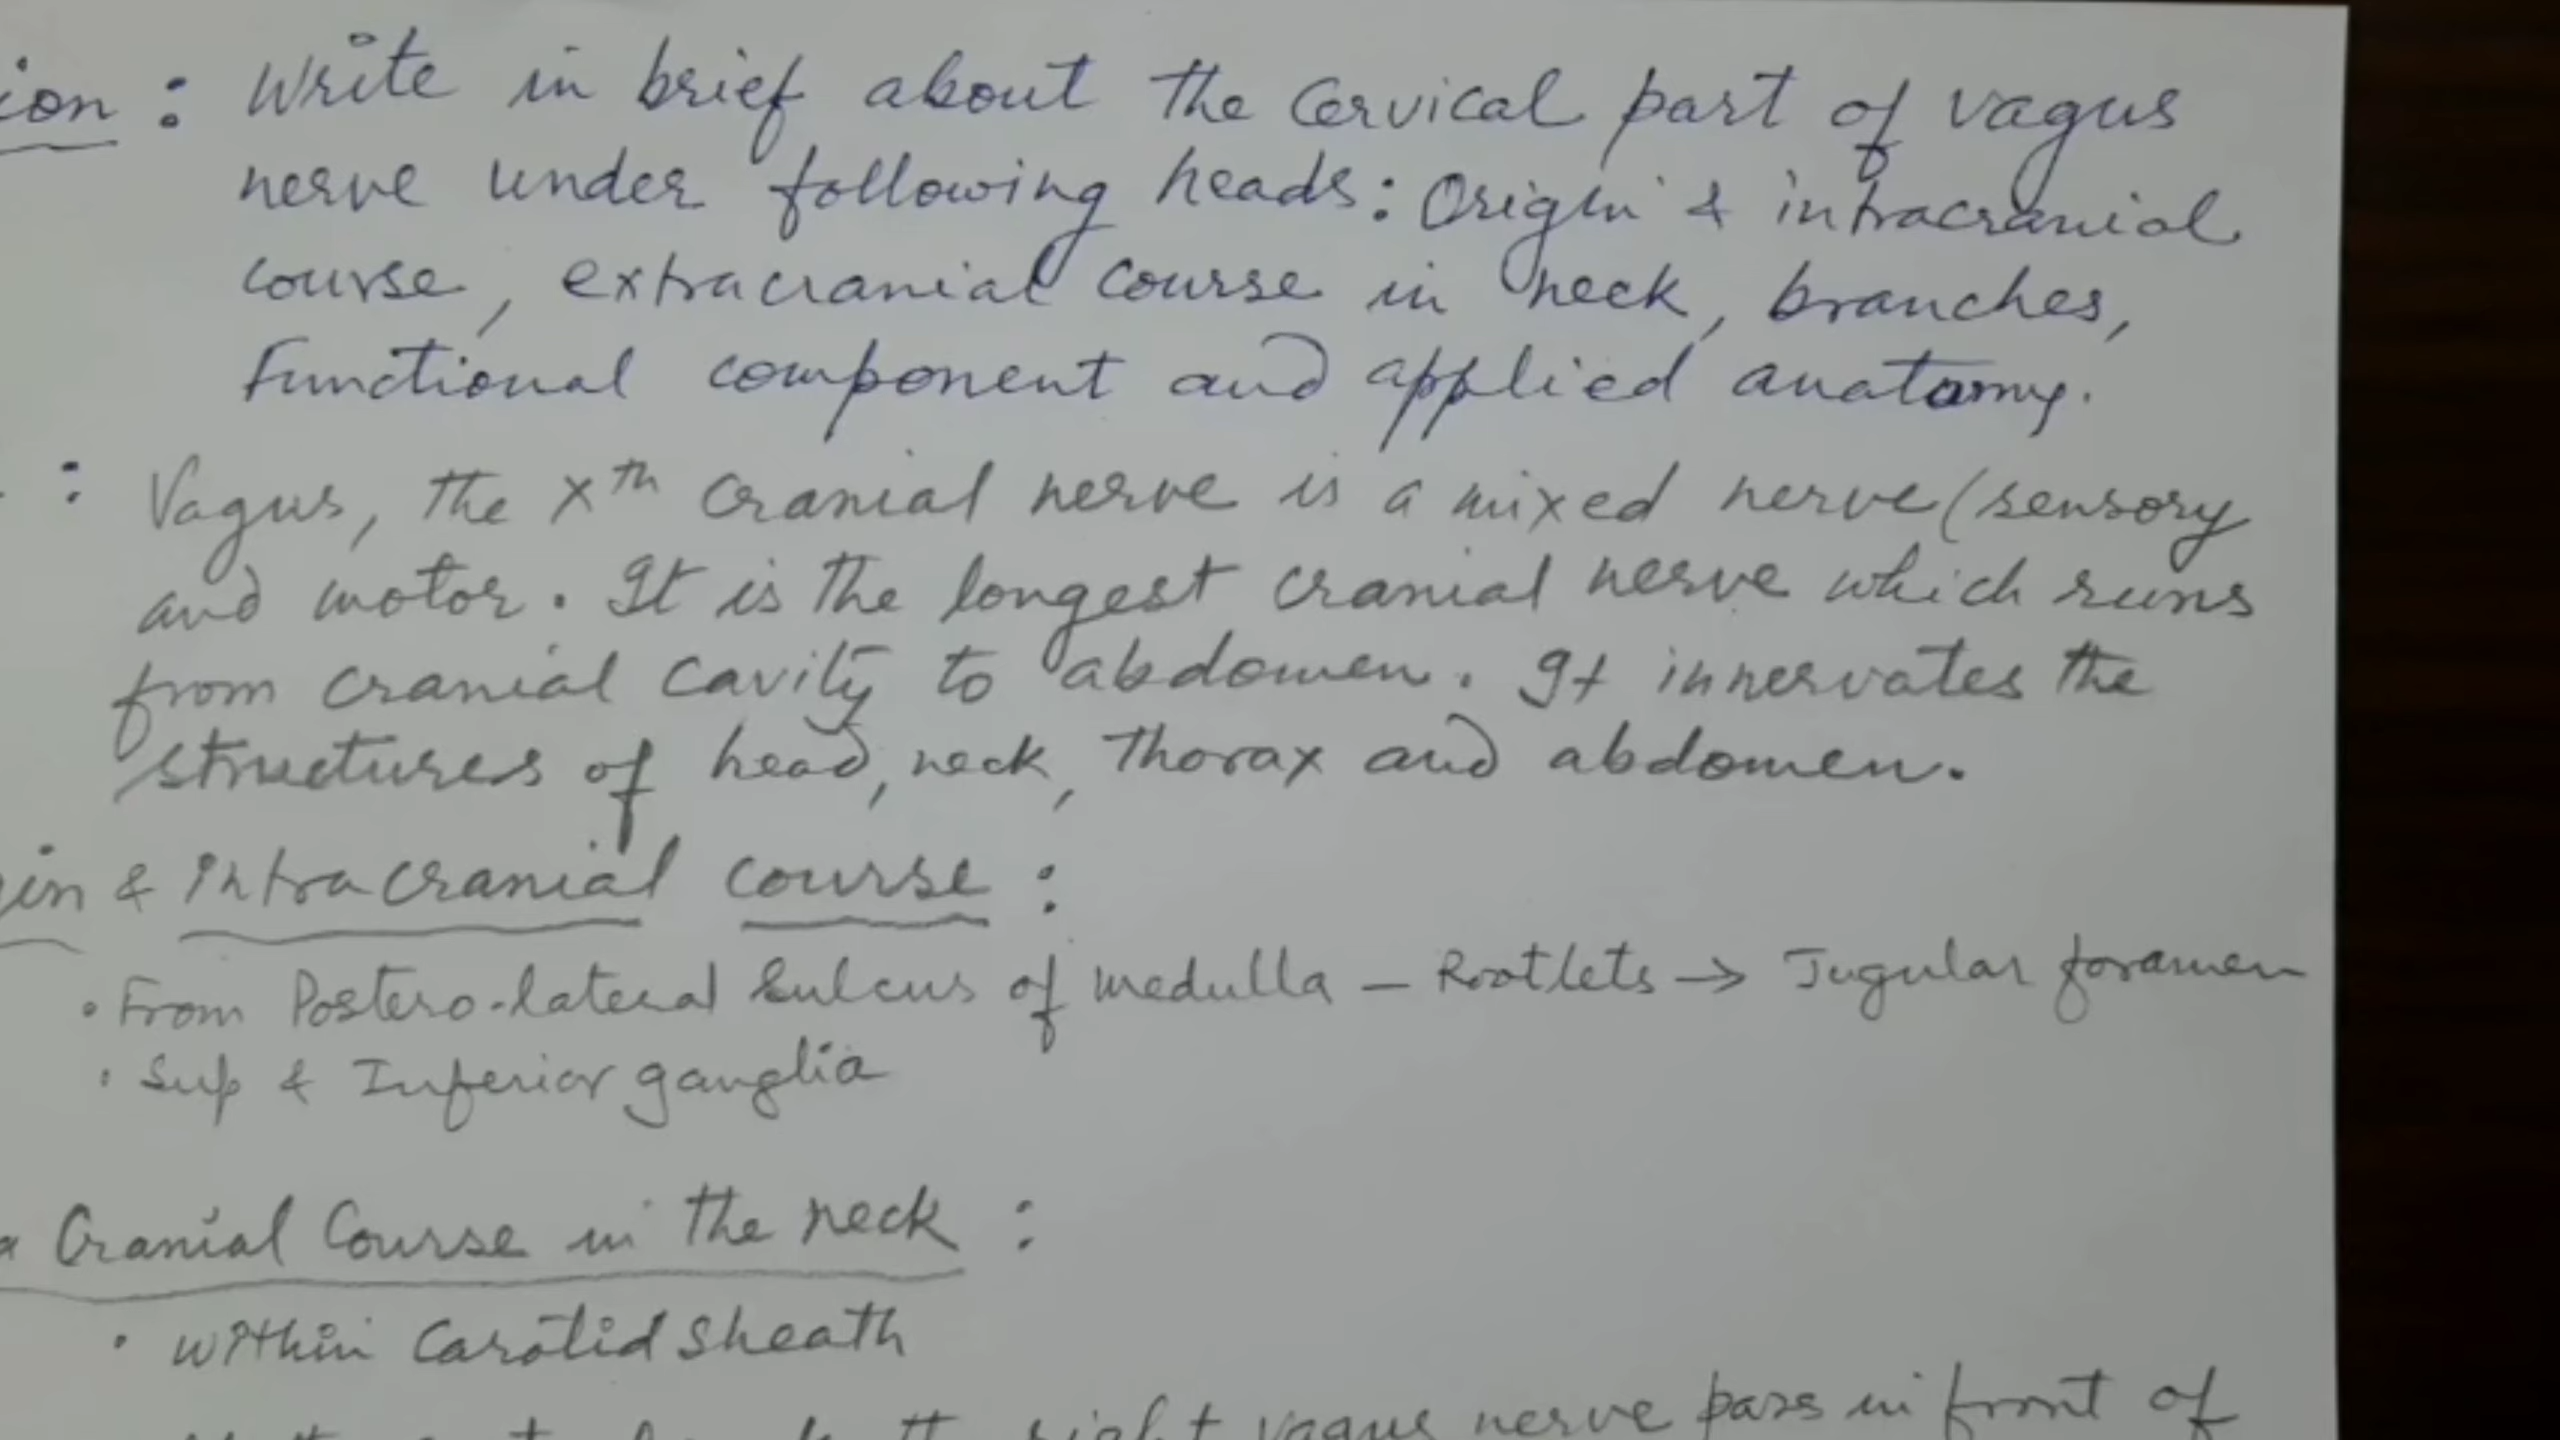 ion : Write in brief about the Cervical part of vagus
nerve under following heads: Origin & intracranial
course, extracranial course in neck, branches,
Functional component and applied anatomy.
: Vagus, the Xth cranial nerve is a mixed nerve (sensory
and motor. It is the longest cranial nerve which runs
from cranial cavity to abdomen. It innervates the
structures of head, neck, thorax and abdomen.
gin & intracranial course :
• From Postero-lateral Sulcus of medulla – Rootlets → Jugular foramen
• Sup & Inferior ganglia
a Cranial Course in the neck :
• within Carotid sheath
right vagus nerve pass in front of